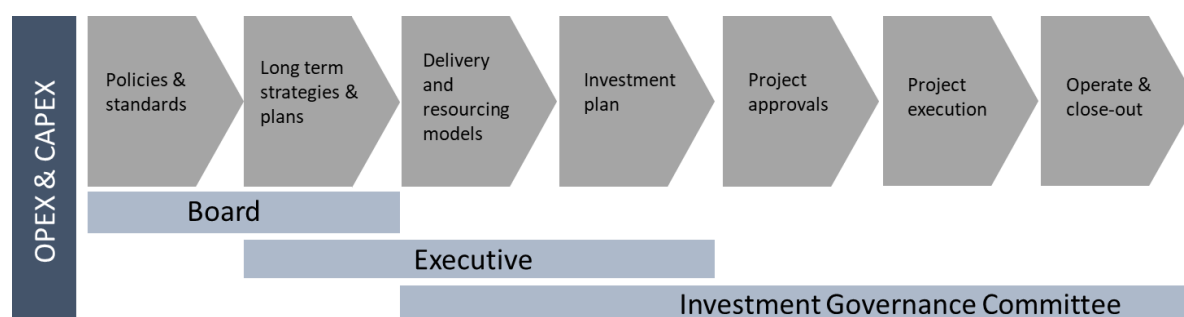 OPEX & CAPEX
Policies &
standards
Long term
strategies &
plans
Delivery
and
resourcing
models
Investment
plan
Project
approvals
Project
execution
Operate &
close-out
Board
Executive
Investment Governance Committee